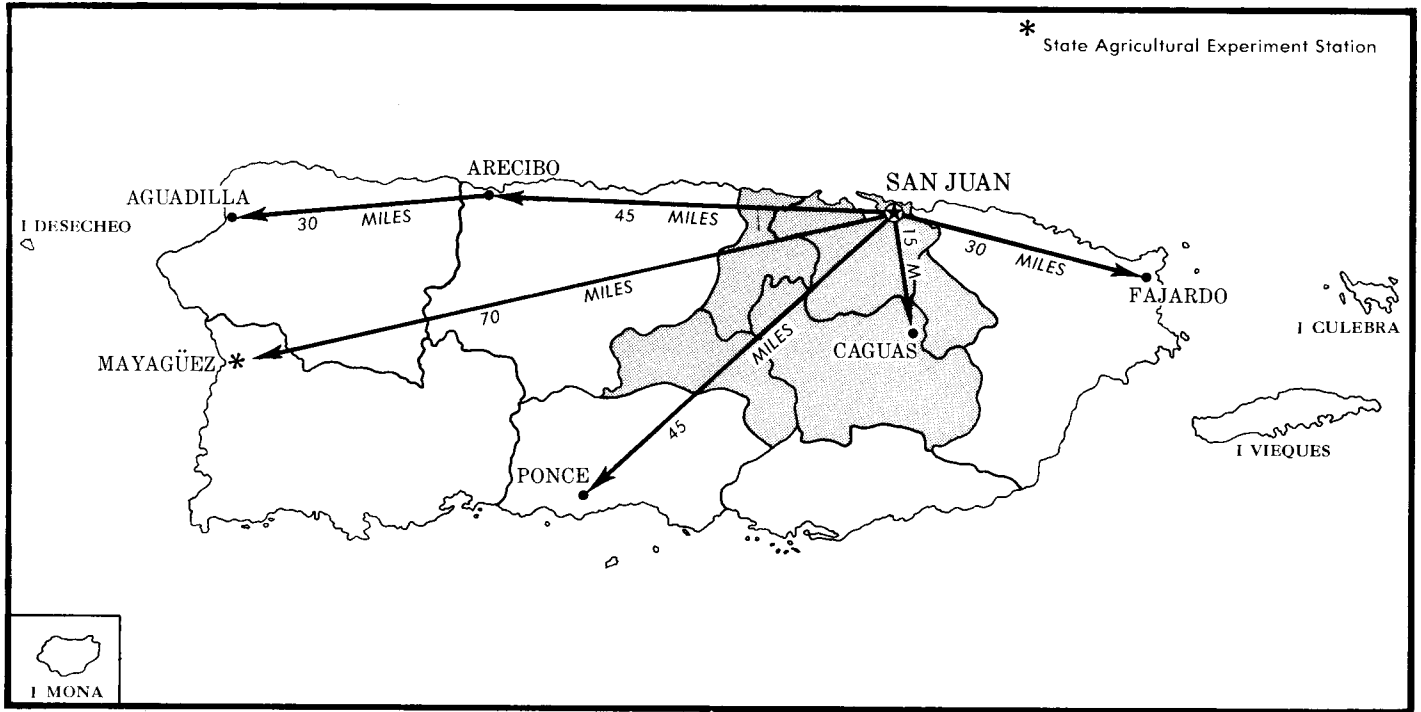 * State Agricultural Experiment Station
ARECIBO
SAN JUAN
AGUADILLA
30 MILES
45 MILES
I DESECHEO
15 M
30 MILES
FAJARDO
70 MILES
I CULEBRA
MAYAGÜEZ *
CAGUAS
45 MILES
I VIEQUES
PONCE
I MONA